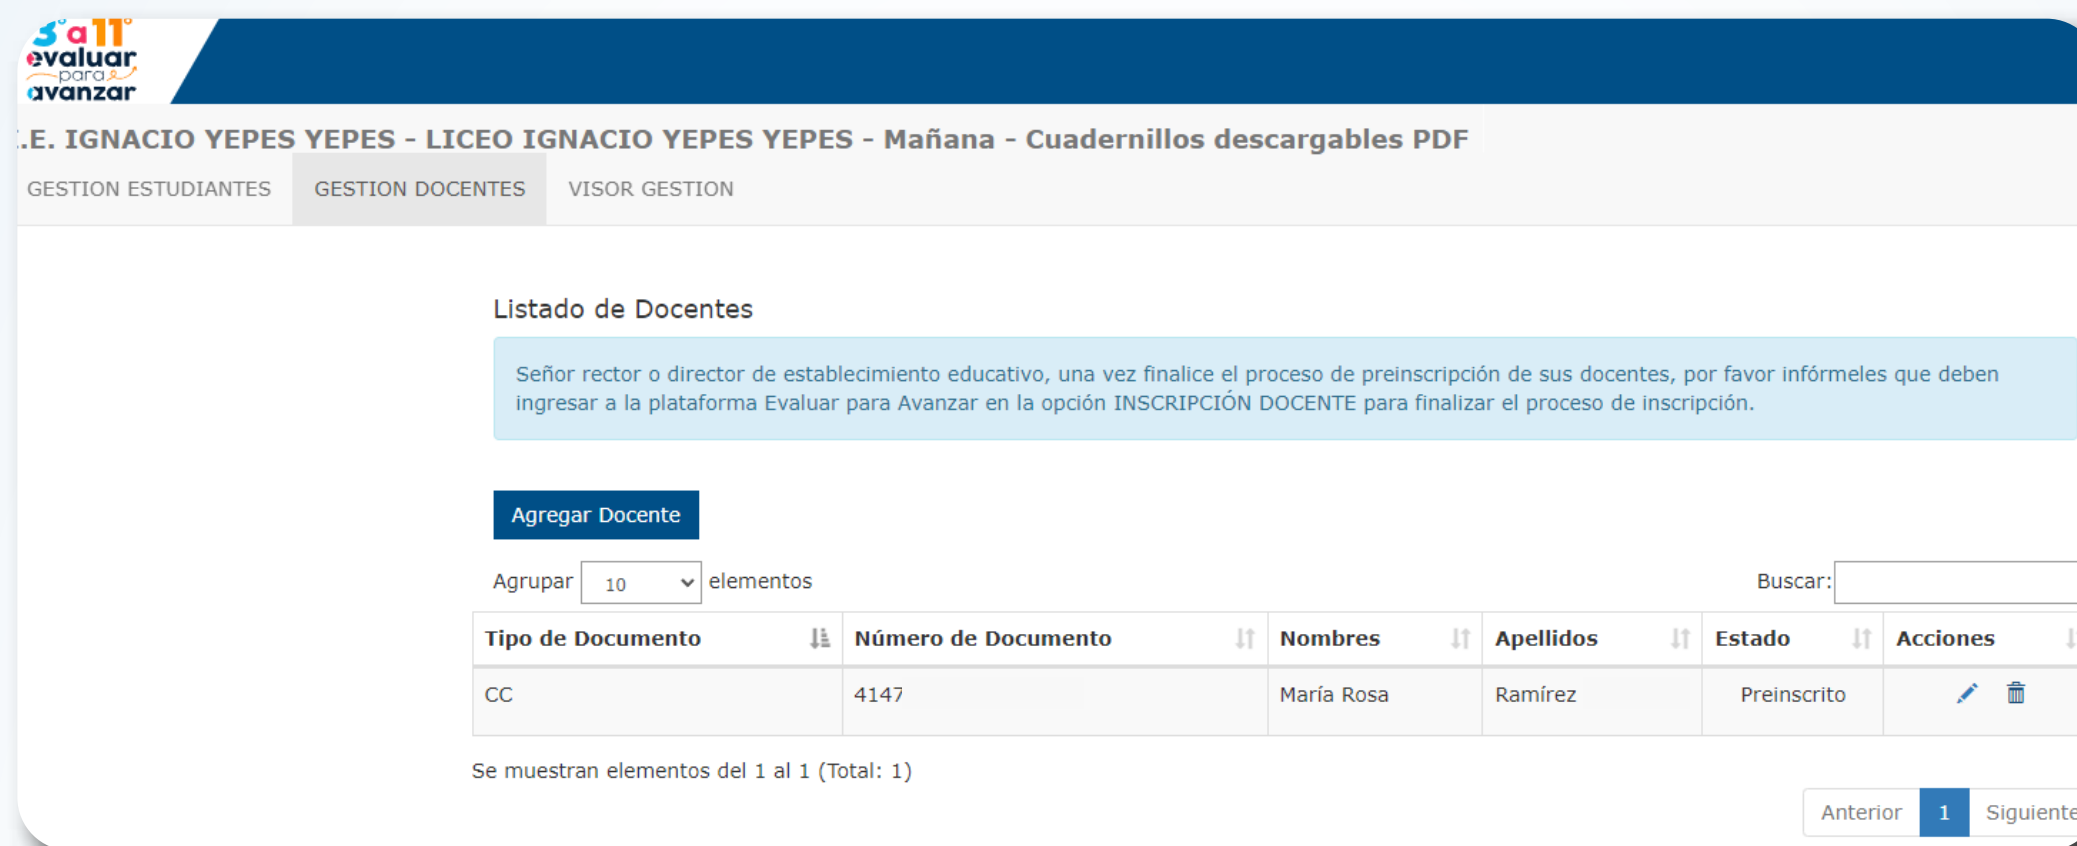 3° a 11°
evaluar
para
avanzar
.E. IGNACIO YEPES YEPES - LICEO IGNACIO YEPES YEPES - Mañana - Cuadernillos descargables PDF
GESTION ESTUDIANTES GESTION DOCENTES VISOR GESTION
Listado de Docentes
Señor rector o director de establecimiento educativo, una vez finalice el proceso de preinscripción de sus docentes, por favor infórmeles que deben
ingresar a la plataforma Evaluar para Avanzar en la opción INSCRIPCIÓN DOCENTE para finalizar el proceso de inscripción.
Agregar Docente
Agrupar 10 elementos Buscar:
Tipo de Documento Número de Documento Nombres Apellidos Estado Acciones
CC 4147 María Rosa Ramírez Preinscrito
Se muestran elementos del 1 al 1 (Total: 1)
Anterior 1 Siguiente